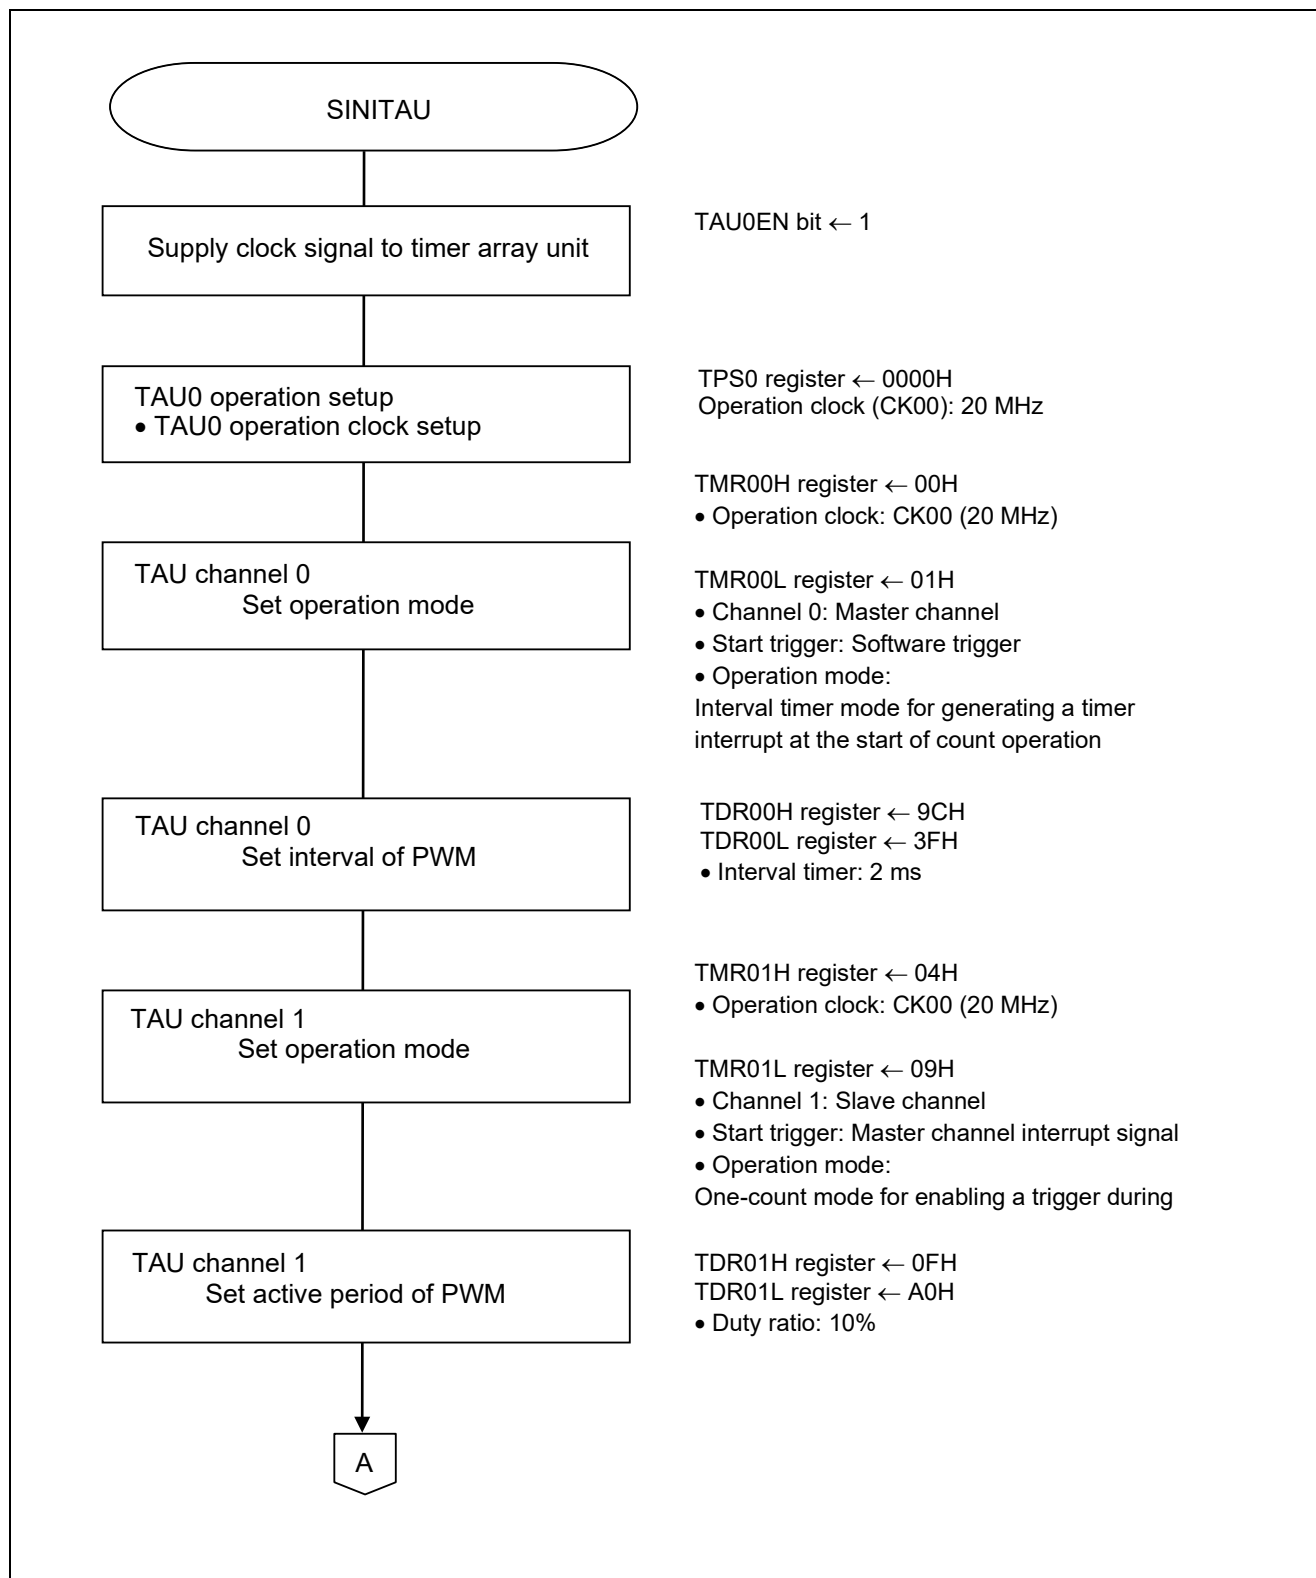 SINITAU
Supply clock signal to timer array unit
TAU0EN bit ← 1
TAU0 operation setup
• TAU0 operation clock setup
TPS0 register ← 0000H
Operation clock (CK00): 20 MHz
TMR00H register ← 00H
• Operation clock: CK00 (20 MHz)
TAU channel 0
Set operation mode
TMR00L register ← 01H
• Channel 0: Master channel
• Start trigger: Software trigger
• Operation mode:
Interval timer mode for generating a timer
interrupt at the start of count operation
TAU channel 0
Set interval of PWM
TDR00H register ← 9CH
TDR00L register ← 3FH
• Interval timer: 2 ms
TAU channel 1
Set operation mode
TMR01H register ← 04H
• Operation clock: CK00 (20 MHz)
TMR01L register ← 09H
• Channel 1: Slave channel
• Start trigger: Master channel interrupt signal
• Operation mode:
One-count mode for enabling a trigger during
TAU channel 1
Set active period of PWM
TDR01H register ← 0FH
TDR01L register ← A0H
• Duty ratio: 10%
A